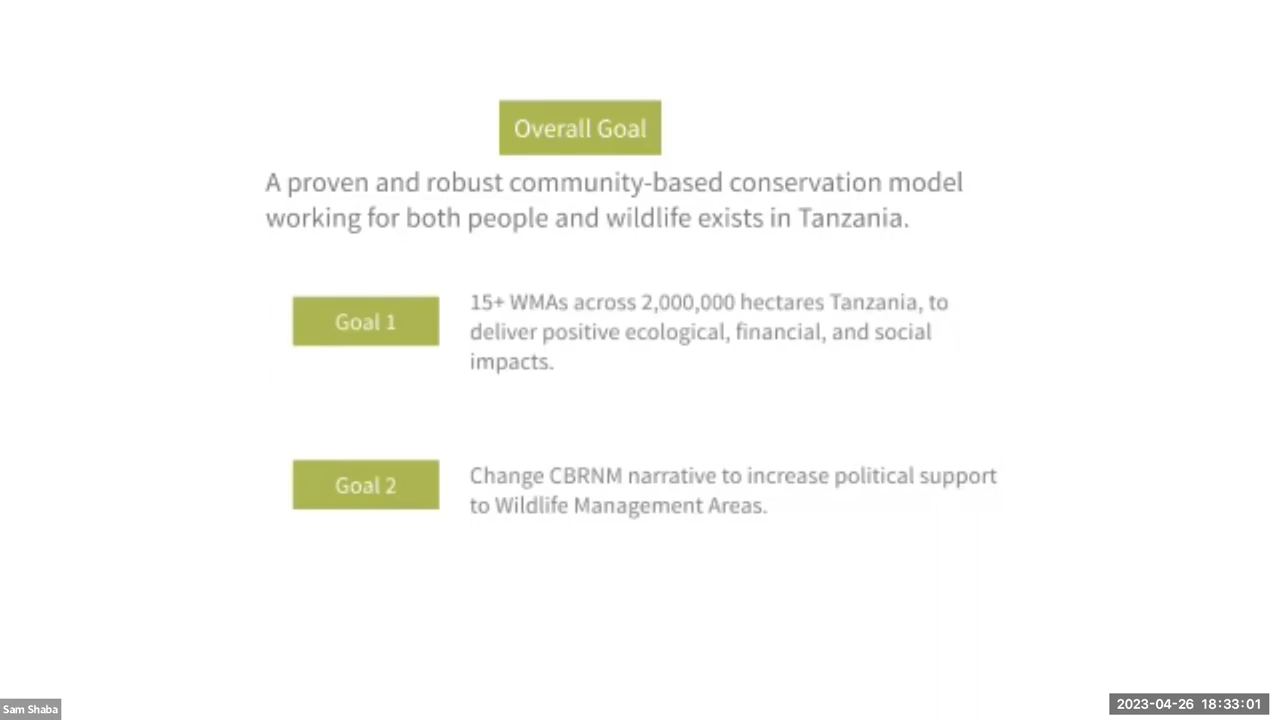 Overall Goal
A proven and robust community-based conservation model
working for both people and wildlife exists in Tanzania.
Goal 1
15+ WMAs across 2,000,000 hectares Tanzania, to
deliver positive ecological, financial, and social
impacts.
Goal 2
Change CBRNM narrative to increase political support
to Wildlife Management Areas.
Sam Shaba
2023-04-26 18:33:01